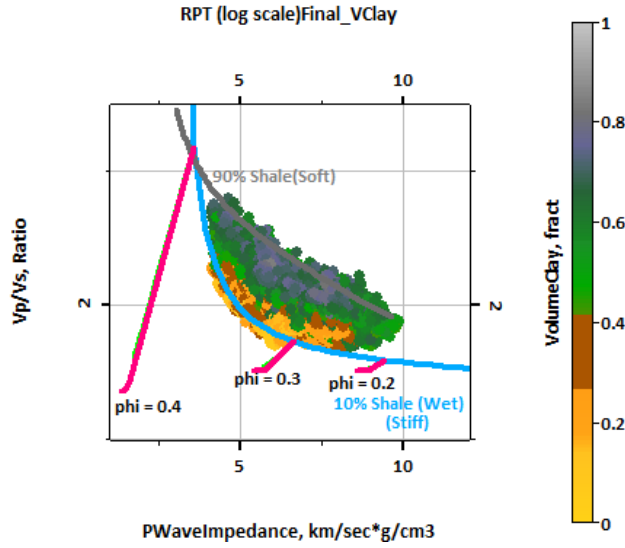 RPT (log scale)Final_VClay
5 10
90% Shale(Soft)
Vp/Vs, Ratio
2 2
phi = 0.4
phi = 0.3
phi = 0.2
10% Shale (Wet)
(Stiff)
5 10
PWaveImpedance, km/sec*g/cm3
1
0.8
0.6
0.4
0.2
0
VolumeClay, fract